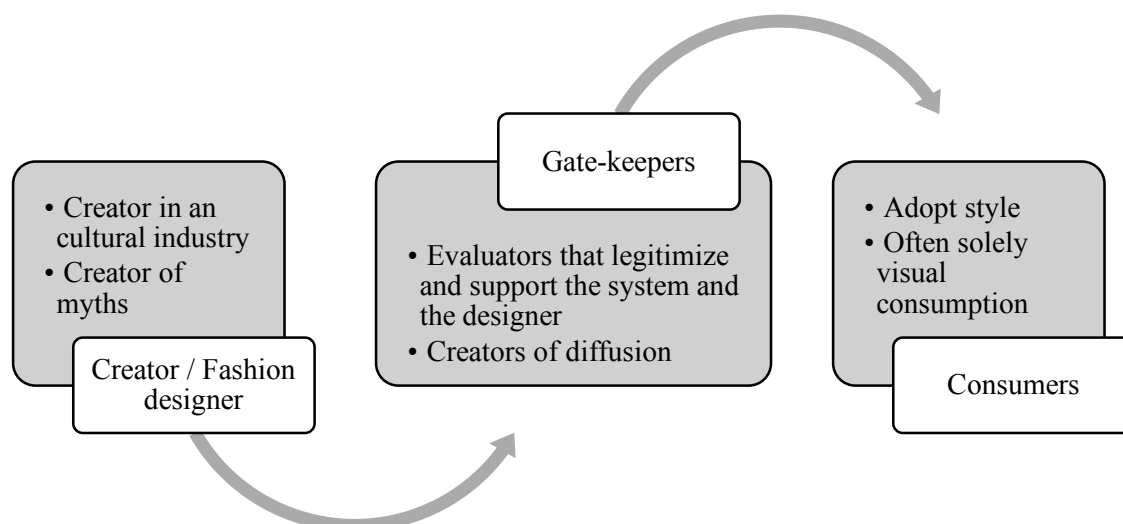 • Creator in an
cultural industry
• Creator of
myths
Creator / Fashion
designer
Gate-keepers
• Evaluators that legitimize
and support the system and
the designer
• Creators of diffusion
• Adopt style
• Often solely
visual
consumption
Consumers